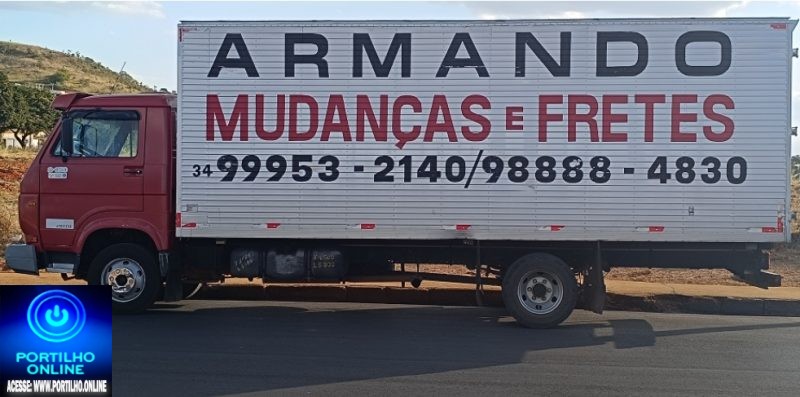 ARMANDO
MUDANÇAS E FRETES
34 99953 - 2140/98888 - 4830
PORTILHO
ONLINE
ACESSE: WWW.PORTILHO.ONLINE